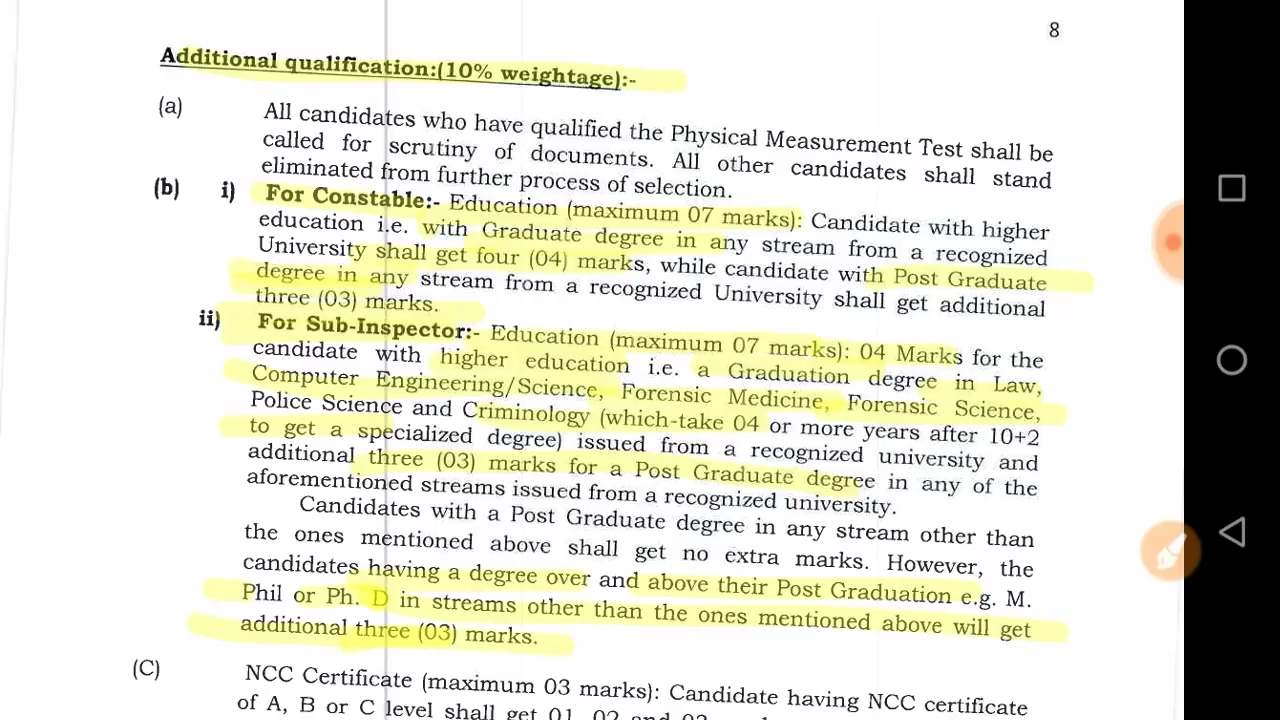 8
Additional qualification:(10% weightage):-
(a) All candidates who have qualified the Physical Measurement Test shall be
called for scrutiny of documents. All other candidates shall stand
eliminated from further process of selection.
(b) i) For Constable:- Education (maximum 07 marks): Candidate with higher
education i.e. with Graduate degree in any stream from a recognized
University shall get four (04) marks, while candidate with Post Graduate
degree in any stream from a recognized University shall get additional
three (03) marks.
ii) For Sub-Inspector:- Education (maximum 07 marks): 04 Marks for the
candidate with higher education i.e. a Graduation degree in Law,
Computer Engineering/Science, Forensic Medicine, Forensic Science,
Police Science and Criminology (which-take 04 or more years after 10+2
to get a specialized degree) issued from a recognized university and
additional three (03) marks for a Post Graduate degree in any of the
aforementioned streams issued from a recognized university.
Candidates with a Post Graduate degree in any stream other than
the ones mentioned above shall get no extra marks. However, the
candidates having a degree over and above their Post Graduation e.g. M.
Phil or Ph. D in streams other than the ones mentioned above will get
additional three (03) marks.
(C) NCC Certificate (maximum 03 marks): Candidate having NCC certificate
of A, B or C level shall get 01, 02 and 03